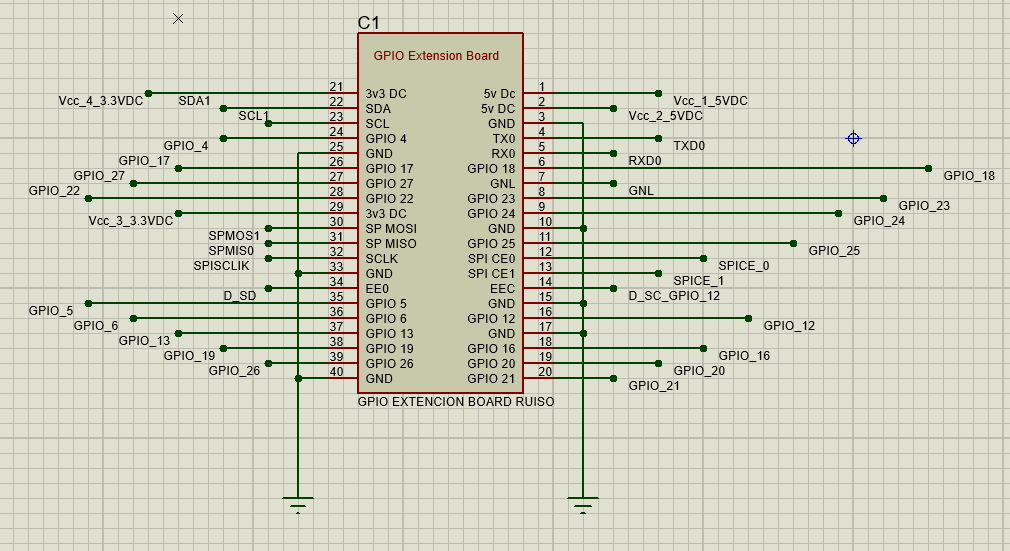 C1
GPIO Extension Board
21 3v3 DC
22 SDA
23 SCL
24 GPIO 4
25 GND
26 GPIO 17
27 GPIO 27
28 GPIO 22
29 3v3 DC
30 SP MOSI
31 SP MISO
32 SCLK
33 GND
34 EE0
35 GPIO 5
36 GPIO 6
37 GPIO 13
38 GPIO 19
39 GPIO 26
40 GND
5v Dc 1
5v DC 2
GND 3
TX0 4
RX0 5
GPIO 18 6
GNL 7
GPIO 23 8
GPIO 24 9
GND 10
GPIO 25 11
SPI CE0 12
SPI CE1 13
EEC 14
GND 15
GPIO 12 16
GND 17
GPIO 16 18
GPIO 20 19
GPIO 21 20
Vcc_4_3.3VDC
SDA1
SCL1
GPIO_4
GPIO_17
GPIO_27
GPIO_22
Vcc_3_3.3VDC
SPMOS1
SPMIS0
SPISCLIK
D_SD
GPIO_5
GPIO_6
GPIO_13
GPIO_19
GPIO_26
Vcc_1_5VDC
Vcc_2_5VDC
TXD0
RXD0
GPIO_18
GNL
GPIO_23
GPIO_24
GPIO_25
SPICE_0
SPICE_1
D_SC_GPIO_12
GPIO_12
GPIO_16
GPIO_20
GPIO_21
GPIO EXTENCION BOARD RUISO